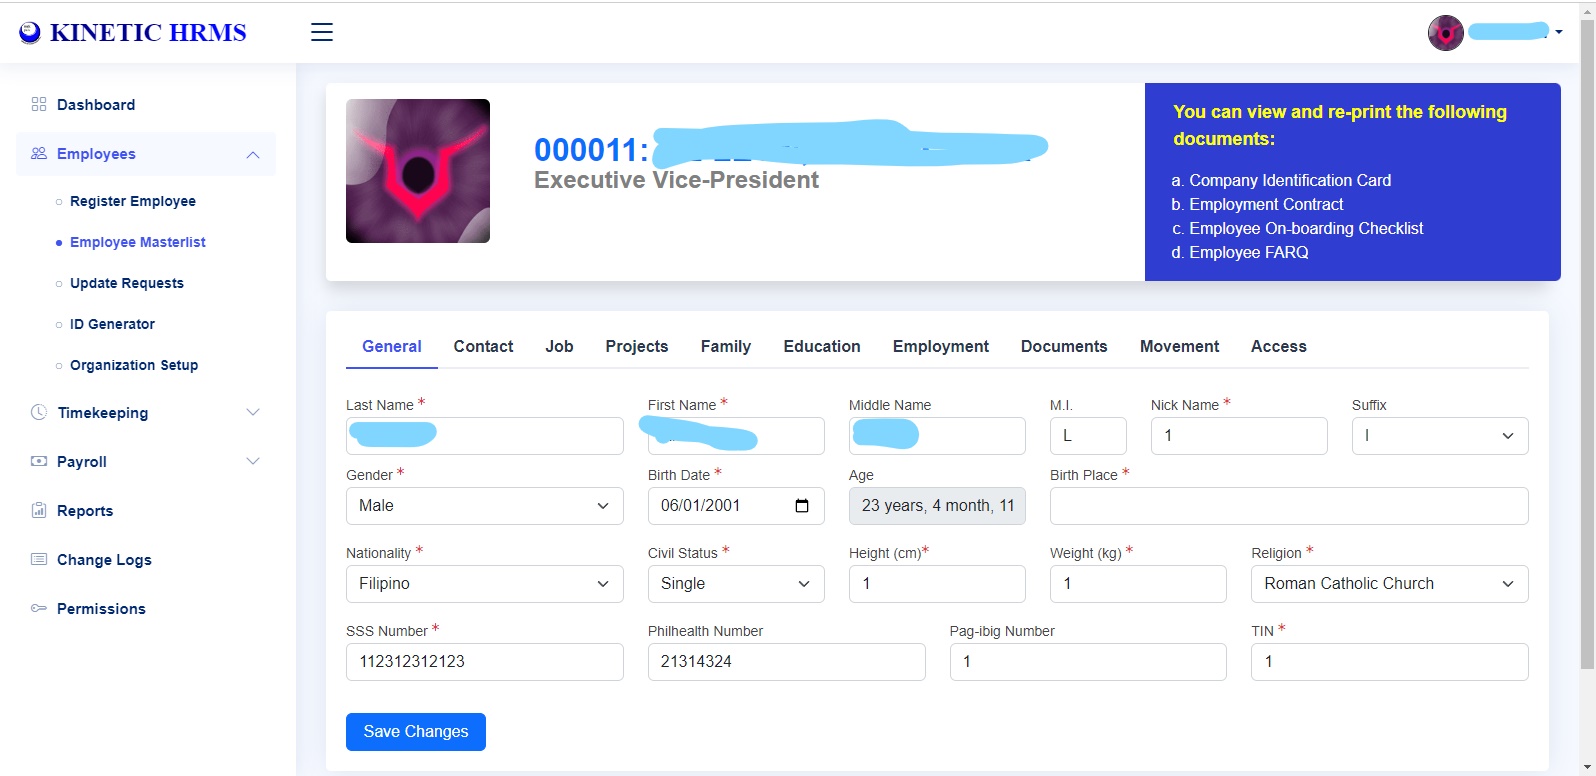 KINETIC HRMS
Dashboard
Employees
Register Employee
Employee Masterlist
Update Requests
ID Generator
Organization Setup
Timekeeping
Payroll
Reports
Change Logs
Permissions
000011:
Executive Vice-President
You can view and re-print the following
documents:
a. Company Identification Card
b. Employment Contract
c. Employee On-boarding Checklist
d. Employee FARQ
General Contact Job Projects Family Education Employment Documents Movement Access
Last Name * First Name * Middle Name M.I. Nick Name * Suffix
L 1 I
Gender * Birth Date * Age Birth Place *
Male 06/01/2001 23 years, 4 month, 11
Nationality * Civil Status * Height (cm)* Weight (kg) * Religion *
Filipino Single 1 1 Roman Catholic Church
SSS Number * Philhealth Number Pag-ibig Number TIN *
112312312123 21314324 1 1
Save Changes